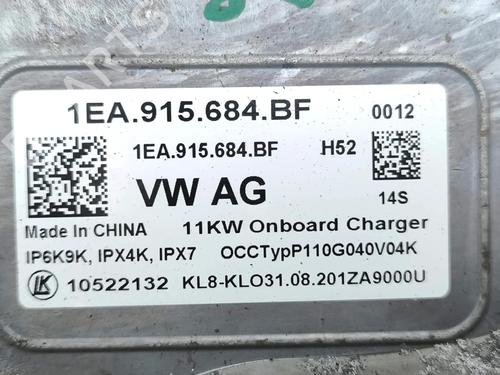 1EA.915.684.BF 0012
1EA.915.684.BF H52
VW AG 14S
Made In CHINA 11KW Onboard Charger
IP6K9K, IPX4K, IPX7 OCCTypP110G040V04K
LK 10522132 KL8-KLO31.08.201ZA9000U